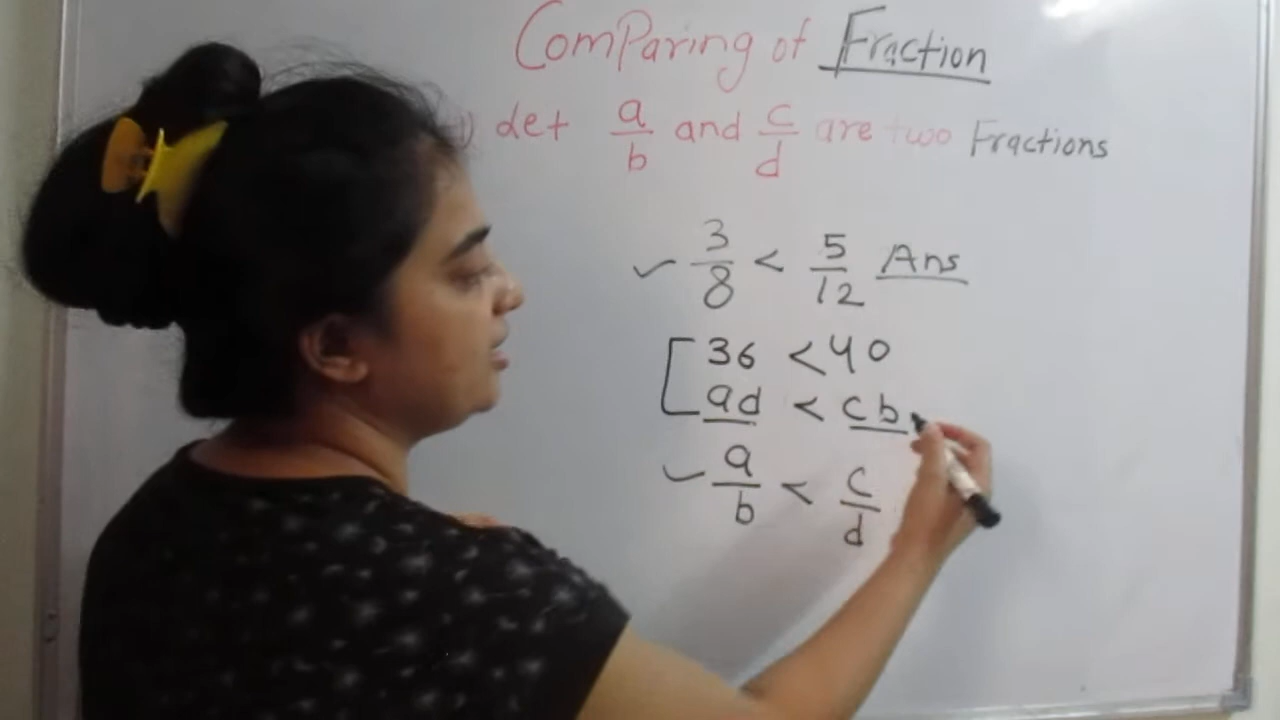 ComParing of Fraction
1) Let a/b and c/d are two Fractions
✓ 3/8 < 5/12 Ans
[ 36 < 40
ad < cb
✓ a/b < c/d